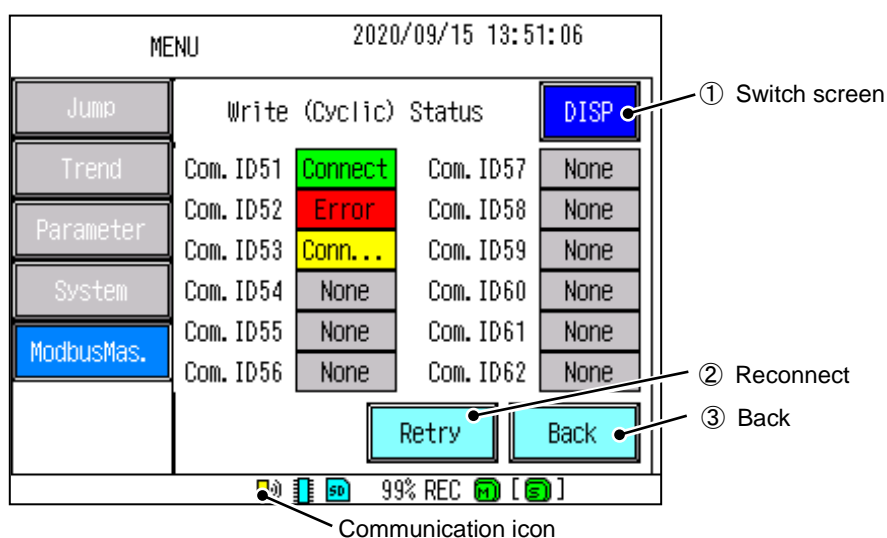 MENU 2020/09/15 13:51:06
Jump Write (Cyclic) Status DISP ① Switch screen
Trend Com. ID51 Connect Com. ID57 None
Com. ID52 Error Com. ID58 None
Parameter
Com. ID53 Conn... Com. ID59 None
System Com. ID54 None Com. ID60 None
Com. ID55 None Com. ID61 None
ModbusMas.
Com. ID56 None Com. ID62 None ② Reconnect
Retry Back ③ Back
SD 99% REC M [S]
Communication icon